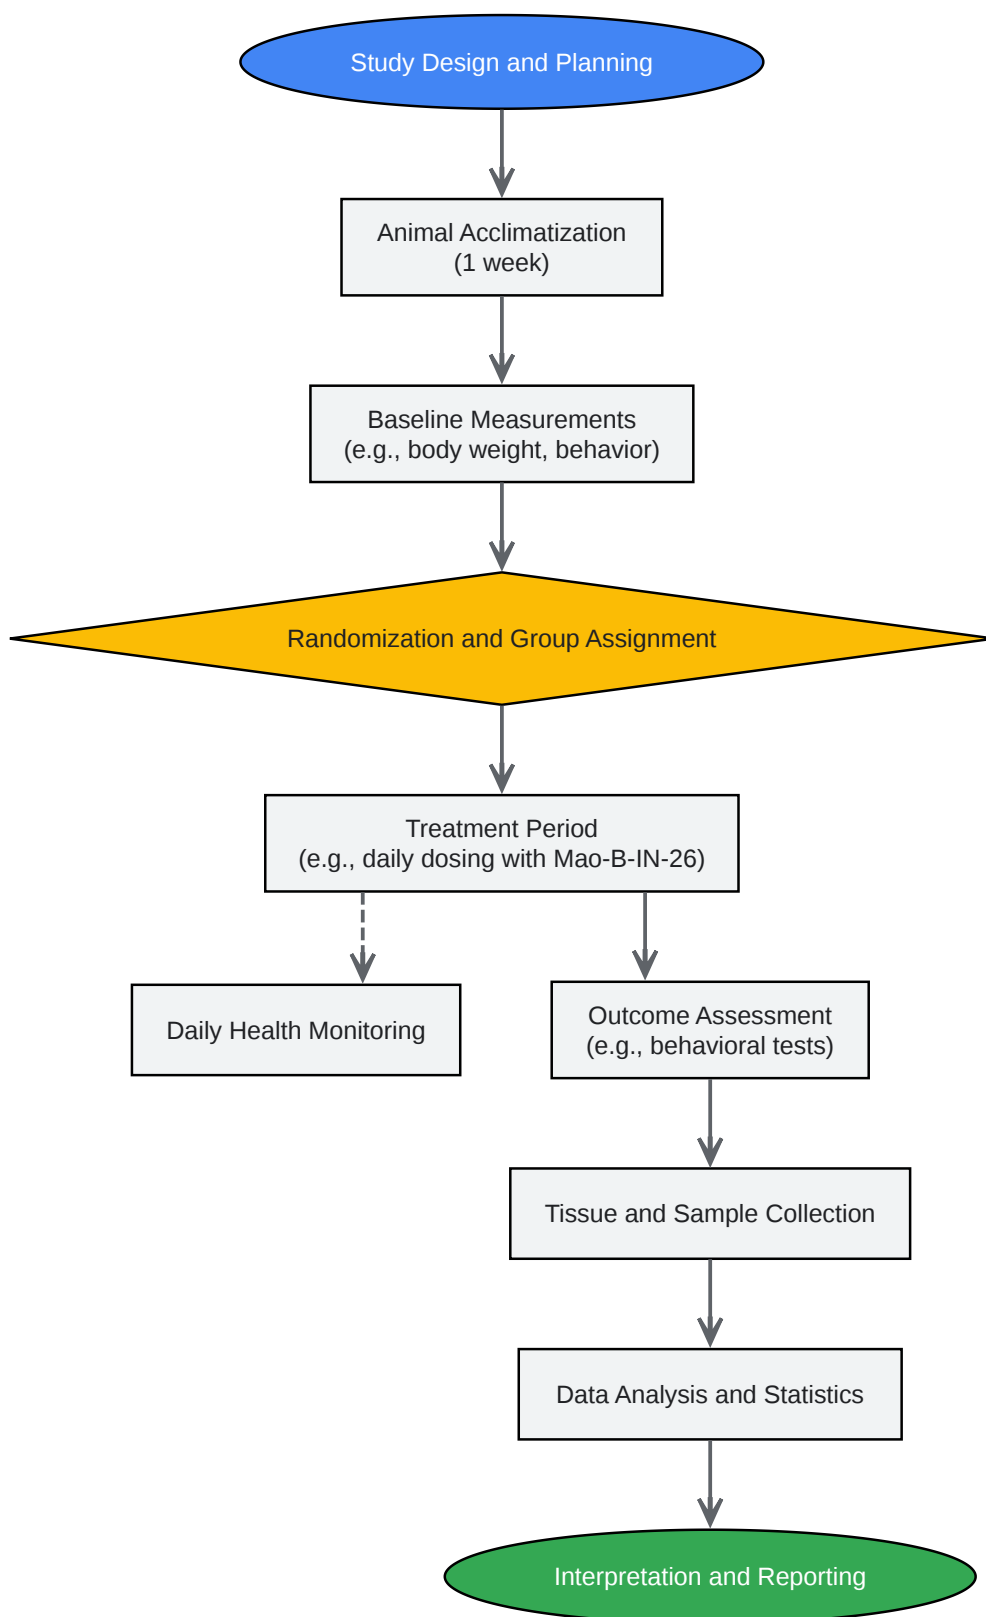 Study Design and Planning
Animal Acclimatization
(1 week)
Baseline Measurements
(e.g., body weight, behavior)
Randomization and Group Assignment
Treatment Period
(e.g., daily dosing with Mao-B-IN-26)
Daily Health Monitoring
Outcome Assessment
(e.g., behavioral tests)
Tissue and Sample Collection
Data Analysis and Statistics
Interpretation and Reporting